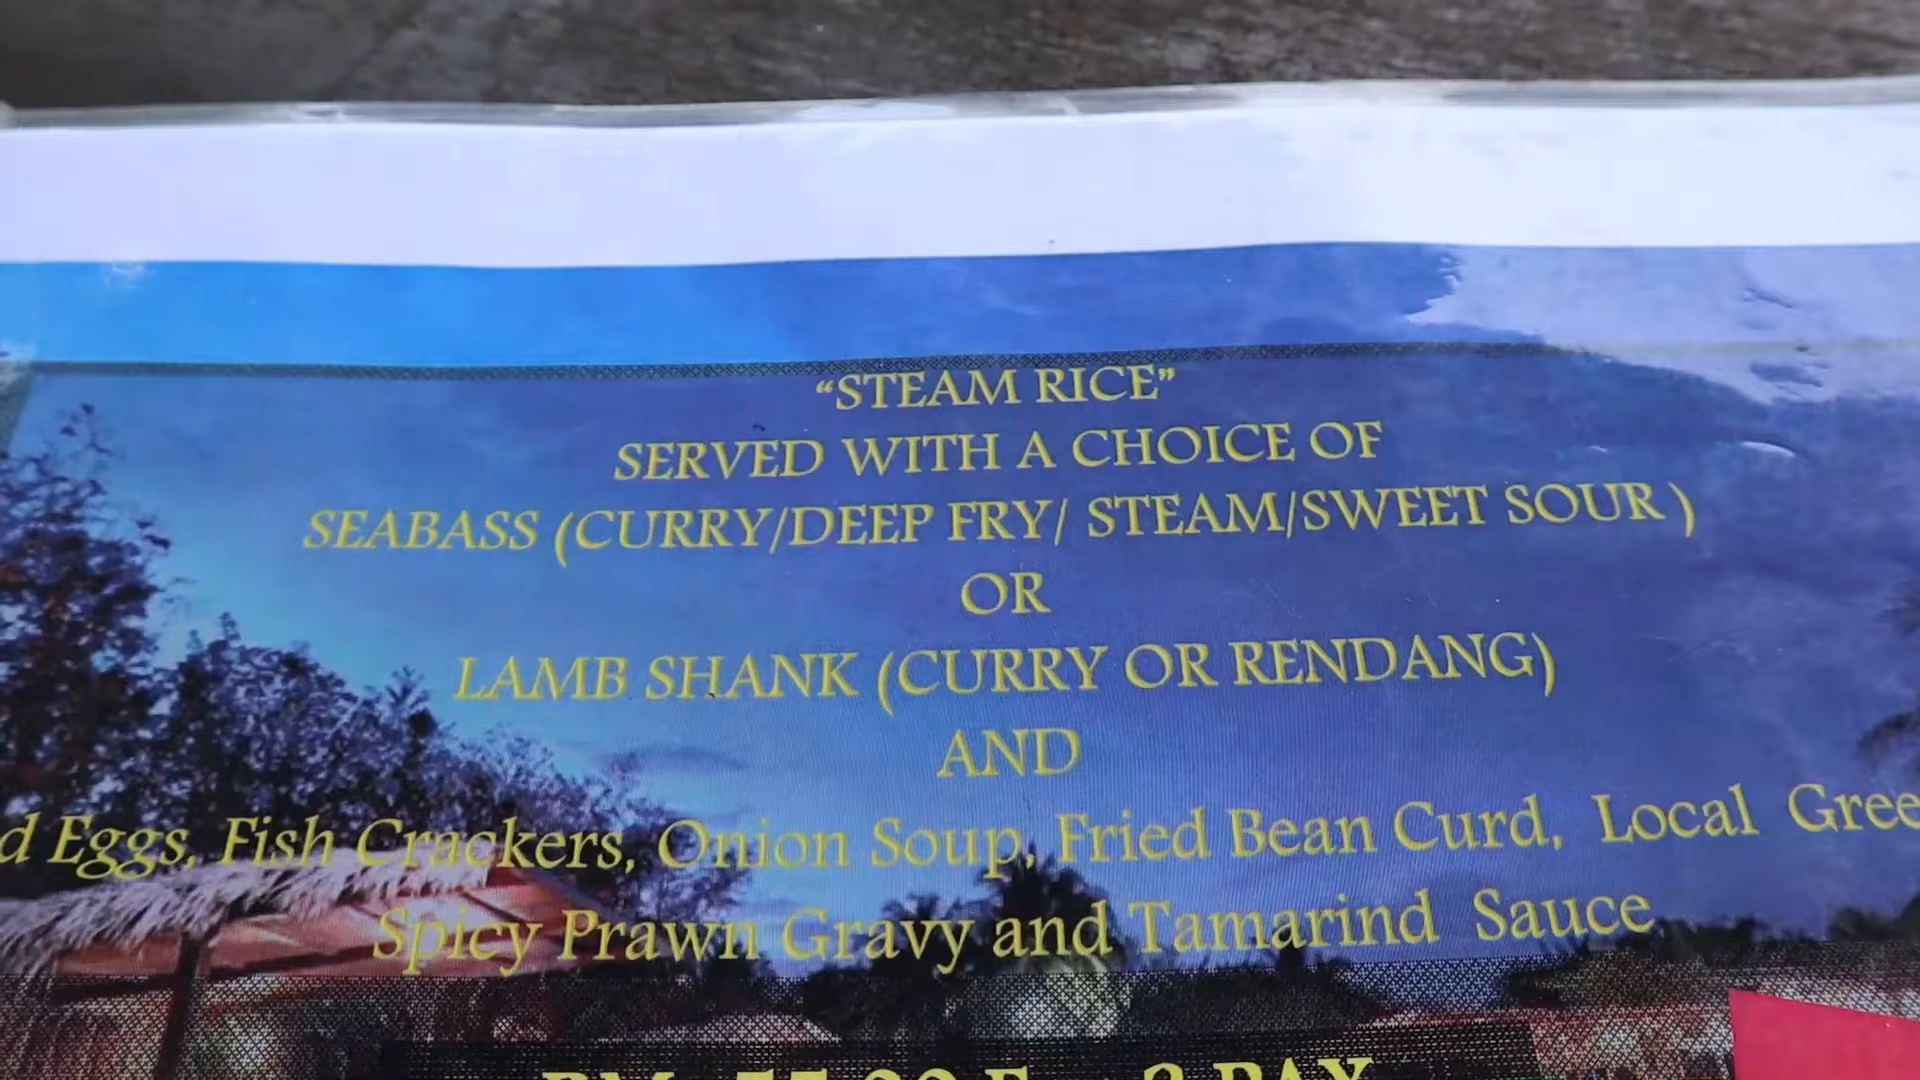 “STEAM RICE”
SERVED WITH A CHOICE OF
SEABASS (CURRY/DEEP FRY/ STEAM/SWEET SOUR )
OR
LAMB SHANK (CURRY OR RENDANG)
AND
Eggs, Fish Crackers, Onion Soup, Fried Bean Curd, Local
Spicy Prawn Gravy and Tamarind Sauce
PAX